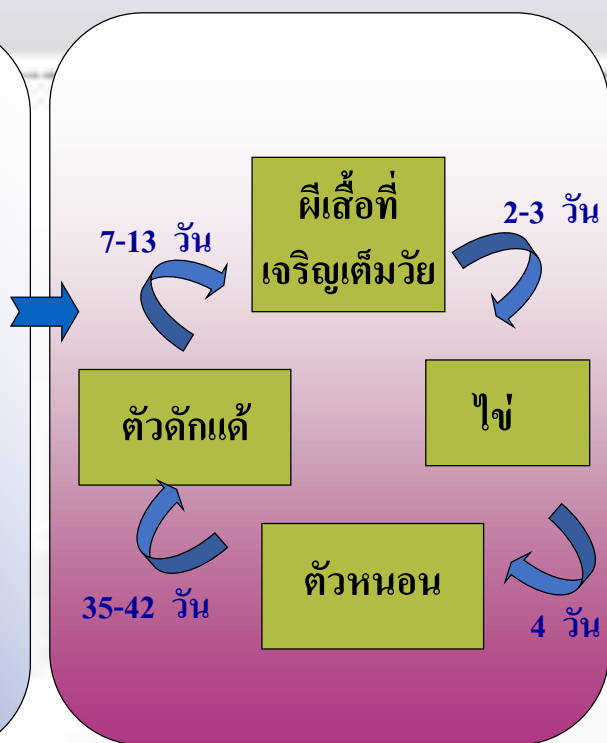 ผีเสื้อที่
เจริญเต็มวัย
2-3 วัน
7-13 วัน
ไข่
ตัวดักแด้
ตัวหนอน
4 วัน
35-42 วัน